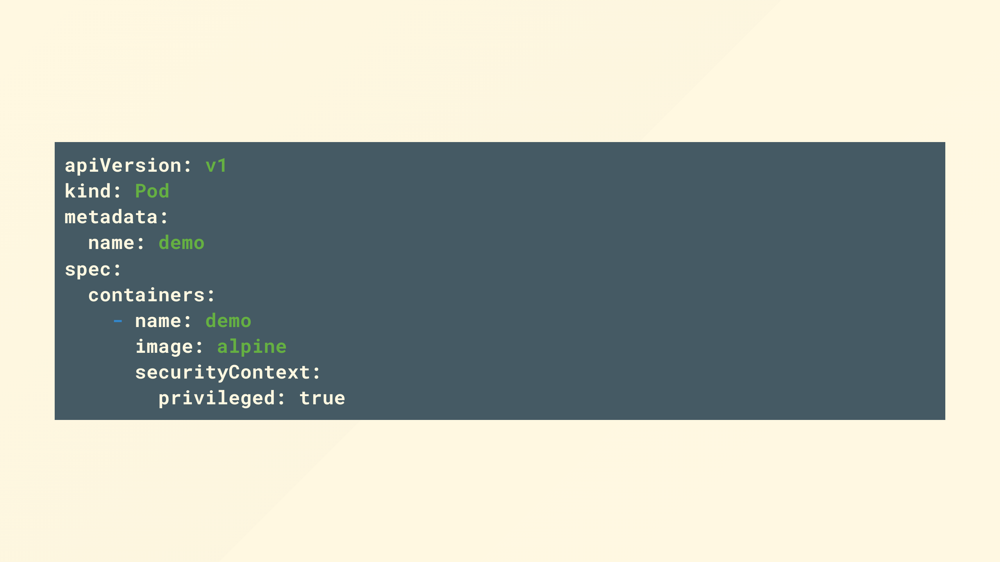 apiVersion: v1
kind: Pod
metadata:
  name: demo
spec:
  containers:
    - name: demo
      image: alpine
      securityContext:
        privileged: true